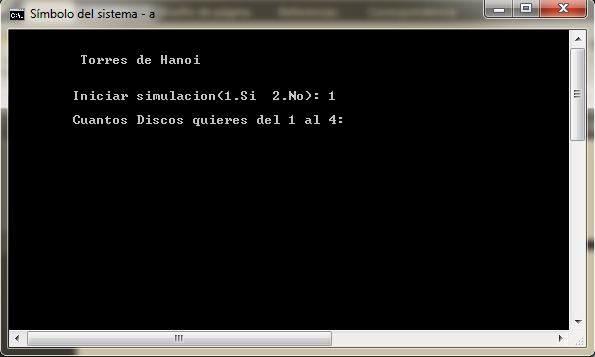 Símbolo del sistema - a
Torres de Hanoi
Iniciar simulacion(1.Si 2.No): 1
Cuantos Discos quieres del 1 al 4: